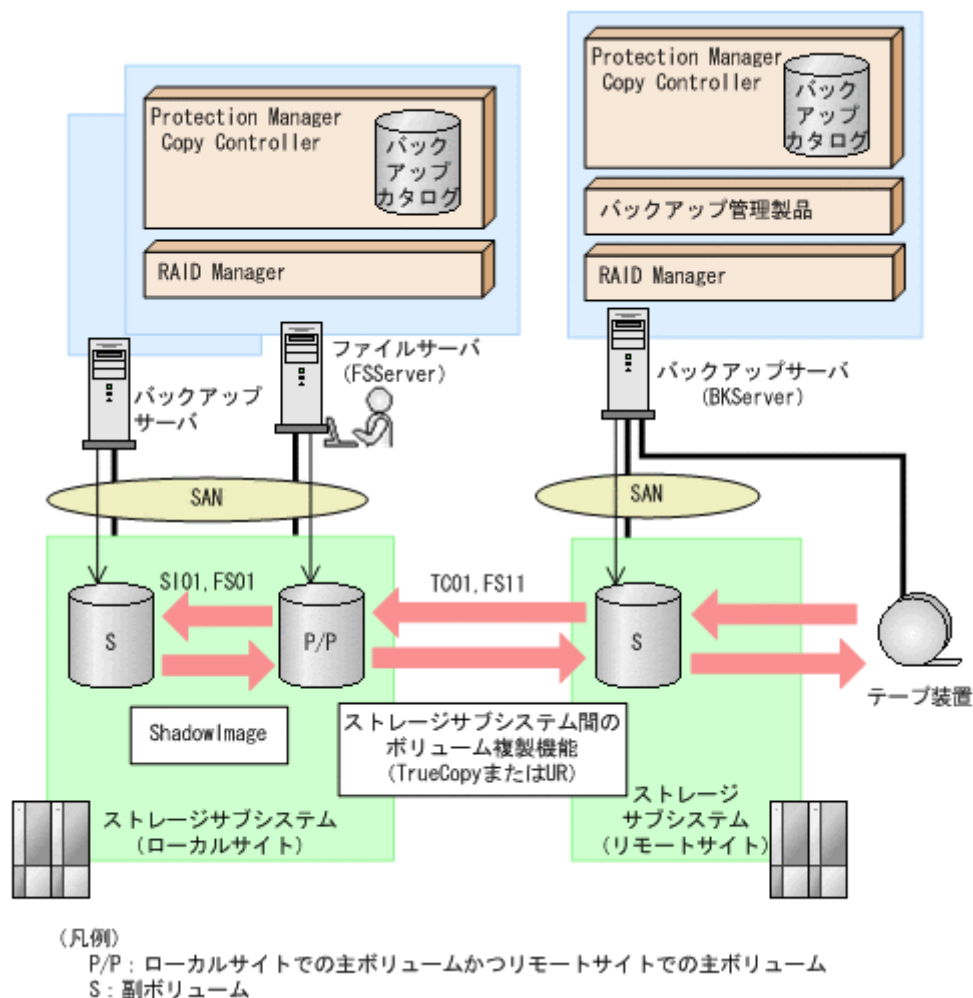 Protection Manager
Copy Controller
バック
アップ
カタログ
RAID Manager
Protection Manager
Copy Controller
バック
アップ
カタログ
バックアップ管理製品
RAID Manager
バックアップ
サーバ
ファイルサーバ
(FSServer)
バックアップサーバ
(BKServer)
SAN
SAN
SI01,FS01
TC01,FS11
S
P/P
S
テープ装置
ShadowImage
ストレージサブシステム間の
ボリューム複製機能
(TrueCopyまたはUR)
ストレージサブシステム
(ローカルサイト)
ストレージ
サブシステム
(リモートサイト)
(凡例)
P/P：ローカルサイトでの主ボリュームかつリモートサイトでの主ボリューム
S：副ボリューム